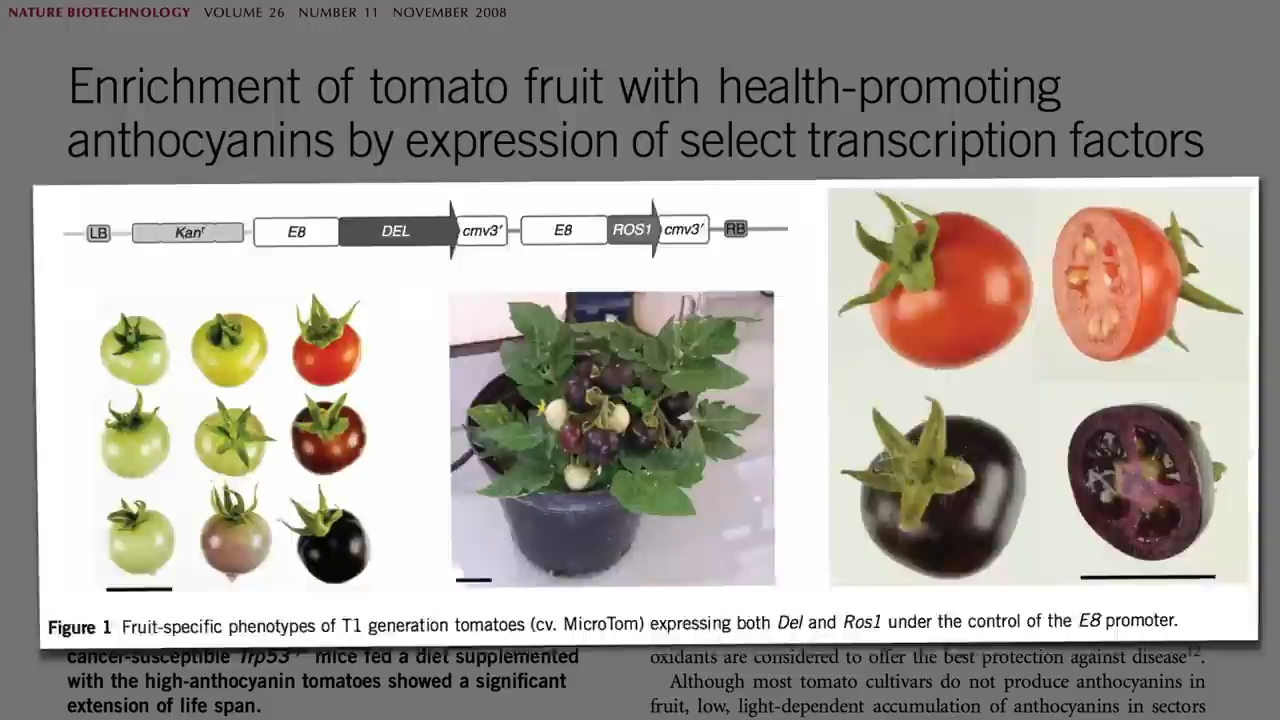 NATURE BIOTECHNOLOGY VOLUME 26 NUMBER 11 NOVEMBER 2008
Enrichment of tomato fruit with health-promoting
anthocyanins by expression of select transcription factors
LB Kanʳ E8 DEL cmv3′ E8 ROS1 cmv3′ RB
Figure 1 Fruit-specific phenotypes of T1 generation tomatoes (cv. MicroTom) expressing both Del and Ros1 under the control of the E8 promoter.
cancer-susceptible Trp53 mice fed a diet supplemented
with the high-anthocyanin tomatoes showed a significant
extension of life span.
oxidants are considered to offer the best protection against disease¹².
Although most tomato cultivars do not produce anthocyanins in
fruit, low, light-dependent accumulation of anthocyanins in sectors